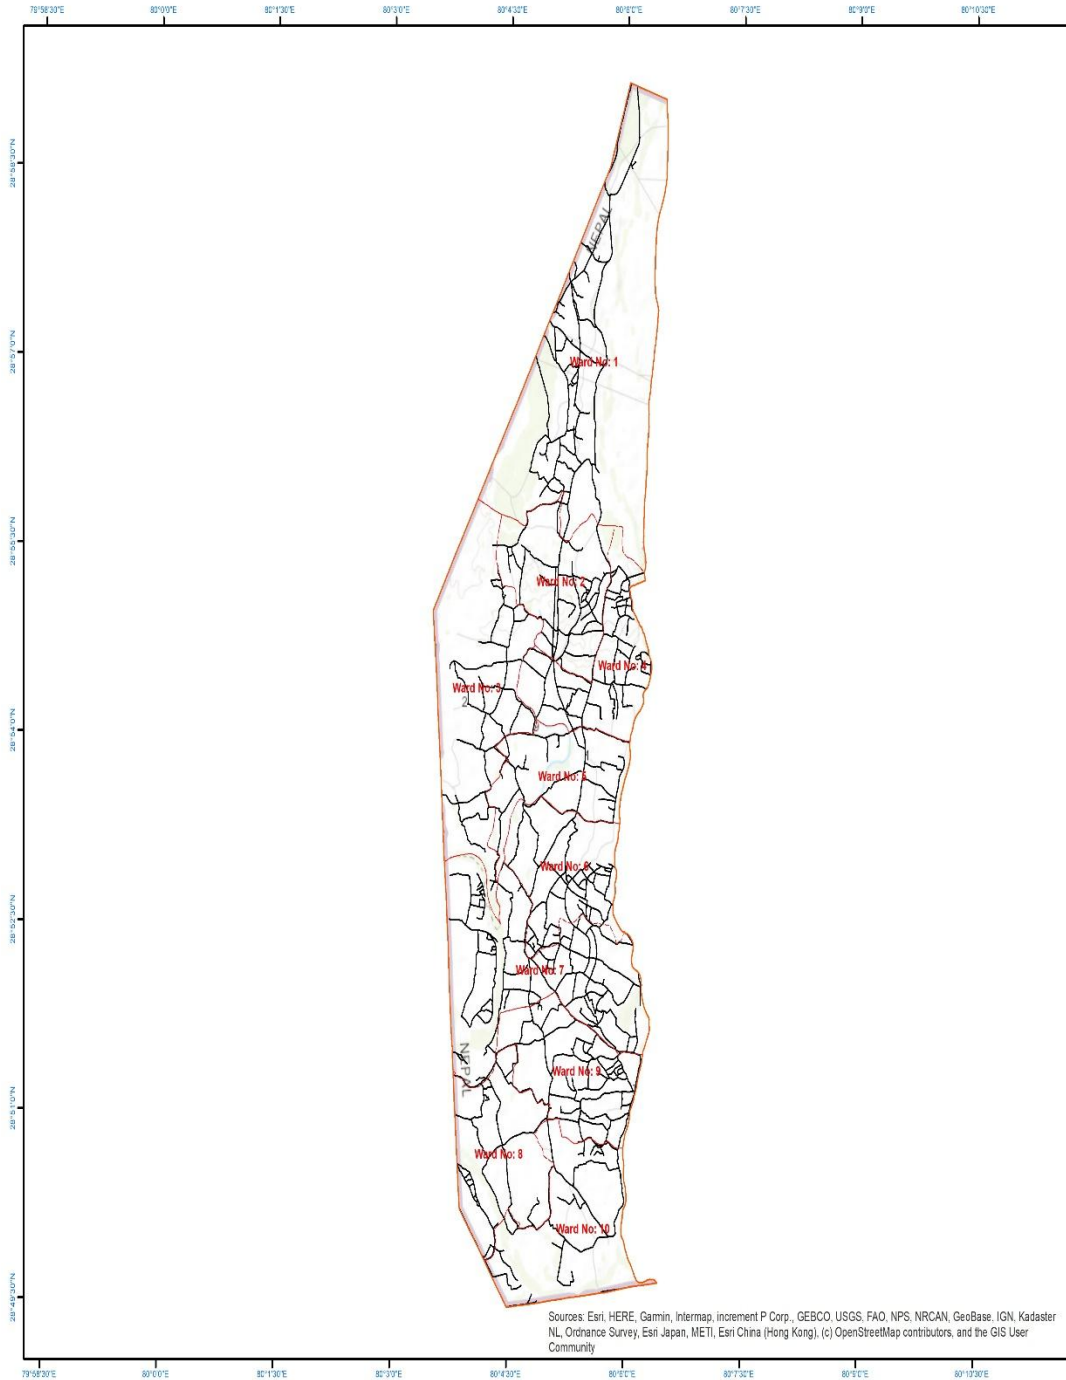 79°58'30"E 80°0'0"E 80°1'30"E 80°3'0"E 80°4'30"E 80°6'0"E 80°7'30"E 80°9'0"E 80°10'30"E
28°58'30"N
NEPAL
28°57'0"N
Ward No: 1
28°55'30"N
Ward No: 2
Ward No: 4
Ward No: 3
2
28°54'0"N
Ward No: 5
Ward No: 6
28°52'30"N
Ward No: 7
NEPAL
Ward No: 9
28°51'0"N
Ward No: 8
Ward No: 10
28°49'30"N
Sources: Esri, HERE, Garmin, Intermap, increment P Corp., GEBCO, USGS, FAO, NPS, NRCAN, GeoBase, IGN, Kadaster
NL, Ordnance Survey, Esri Japan, METI, Esri China (Hong Kong), (c) OpenStreetMap contributors, and the GIS User
Community
79°58'30"E 80°0'0"E 80°1'30"E 80°3'0"E 80°4'30"E 80°6'0"E 80°7'30"E 80°9'0"E 80°10'30"E